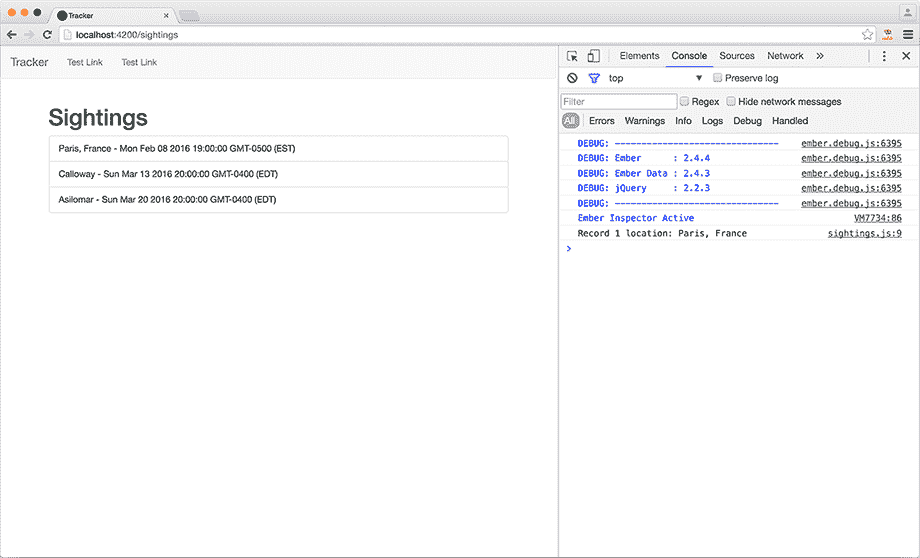 Tracker
localhost:4200/sightings
Tracker Test Link Test Link
Sightings
Paris, France - Mon Feb 08 2016 19:00:00 GMT-0500 (EST)
Calloway - Sun Mar 13 2016 20:00:00 GMT-0400 (EDT)
Asilomar - Sun Mar 20 2016 20:00:00 GMT-0400 (EDT)
Elements Console Sources Network »
top Preserve log
Filter Regex Hide network messages
All Errors Warnings Info Logs Debug Handled
DEBUG: ------------------------------- ember.debug.js:6395
DEBUG: Ember : 2.4.4 ember.debug.js:6395
DEBUG: Ember Data : 2.4.3 ember.debug.js:6395
DEBUG: jQuery : 2.2.3 ember.debug.js:6395
DEBUG: ------------------------------- ember.debug.js:6395
Ember Inspector Active VM7734:86
Record 1 location: Paris, France sightings.js:9
>